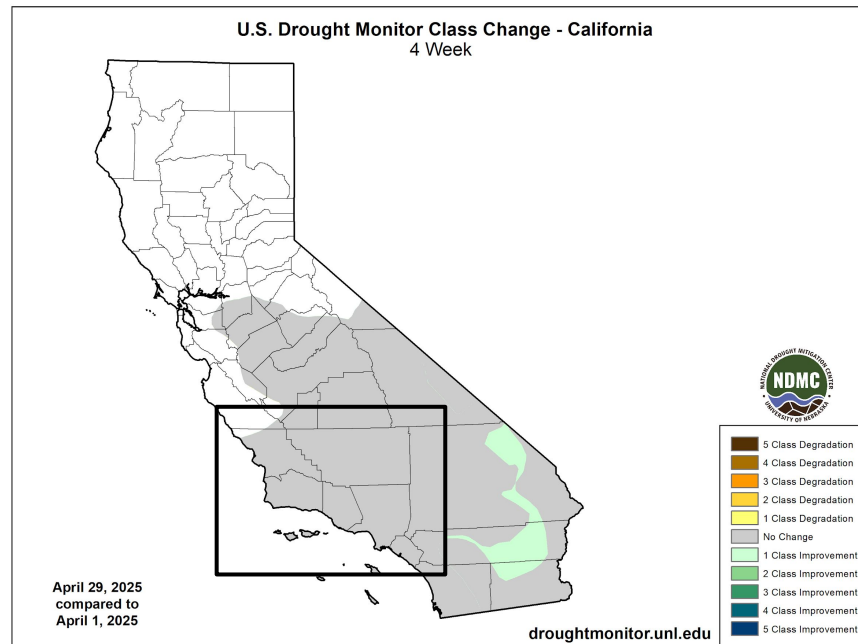 U.S. Drought Monitor Class Change - California
4 Week
NATIONAL DROUGHT MITIGATION CENTER
NDMC
UNIVERSITY OF NEBRASKA
5 Class Degradation
4 Class Degradation
3 Class Degradation
2 Class Degradation
1 Class Degradation
No Change
1 Class Improvement
2 Class Improvement
3 Class Improvement
4 Class Improvement
5 Class Improvement
April 29, 2025
compared to
April 1, 2025
droughtmonitor.unl.edu